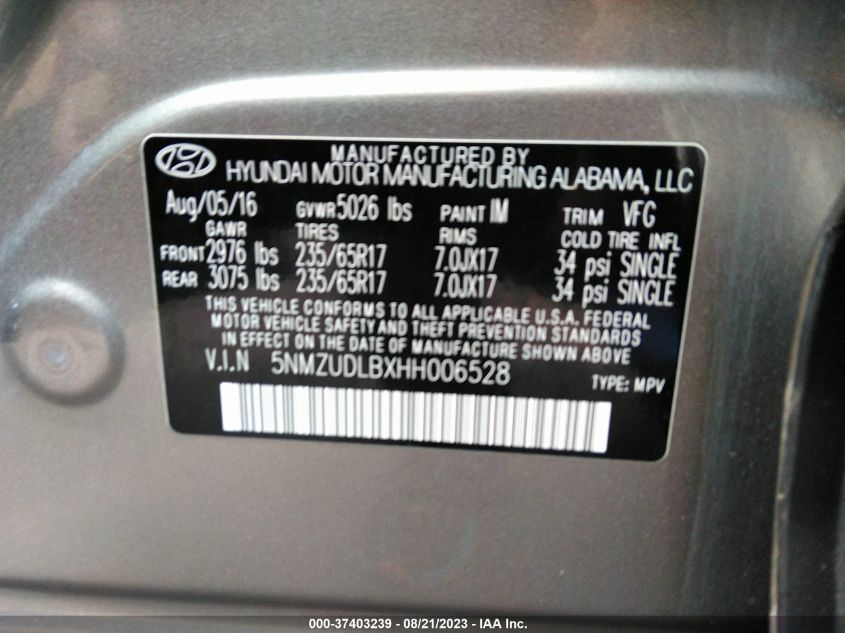 MANUFACTURED BY
HYUNDAI MOTOR MANUFACTURING ALABAMA, LLC
Aug/05/16 GVWR 5026 lbs PAINT IM TRIM VFG
GAWR TIRES RIMS COLD TIRE INFL
FRONT 2976 lbs 235/65R17 7.0JX17 34 psi SINGLE
REAR 3075 lbs 235/65R17 7.0JX17 34 psi SINGLE
THIS VEHICLE CONFORMS TO ALL APPLICABLE U.S.A. FEDERAL
MOTOR VEHICLE SAFETY AND THEFT PREVENTION STANDARDS
IN EFFECT ON THE DATE OF MANUFACTURE SHOWN ABOVE
V.I.N 5NMZUDLBXHH006528 TYPE: MPV
000-37403239 - 08/21/2023 - IAA Inc.